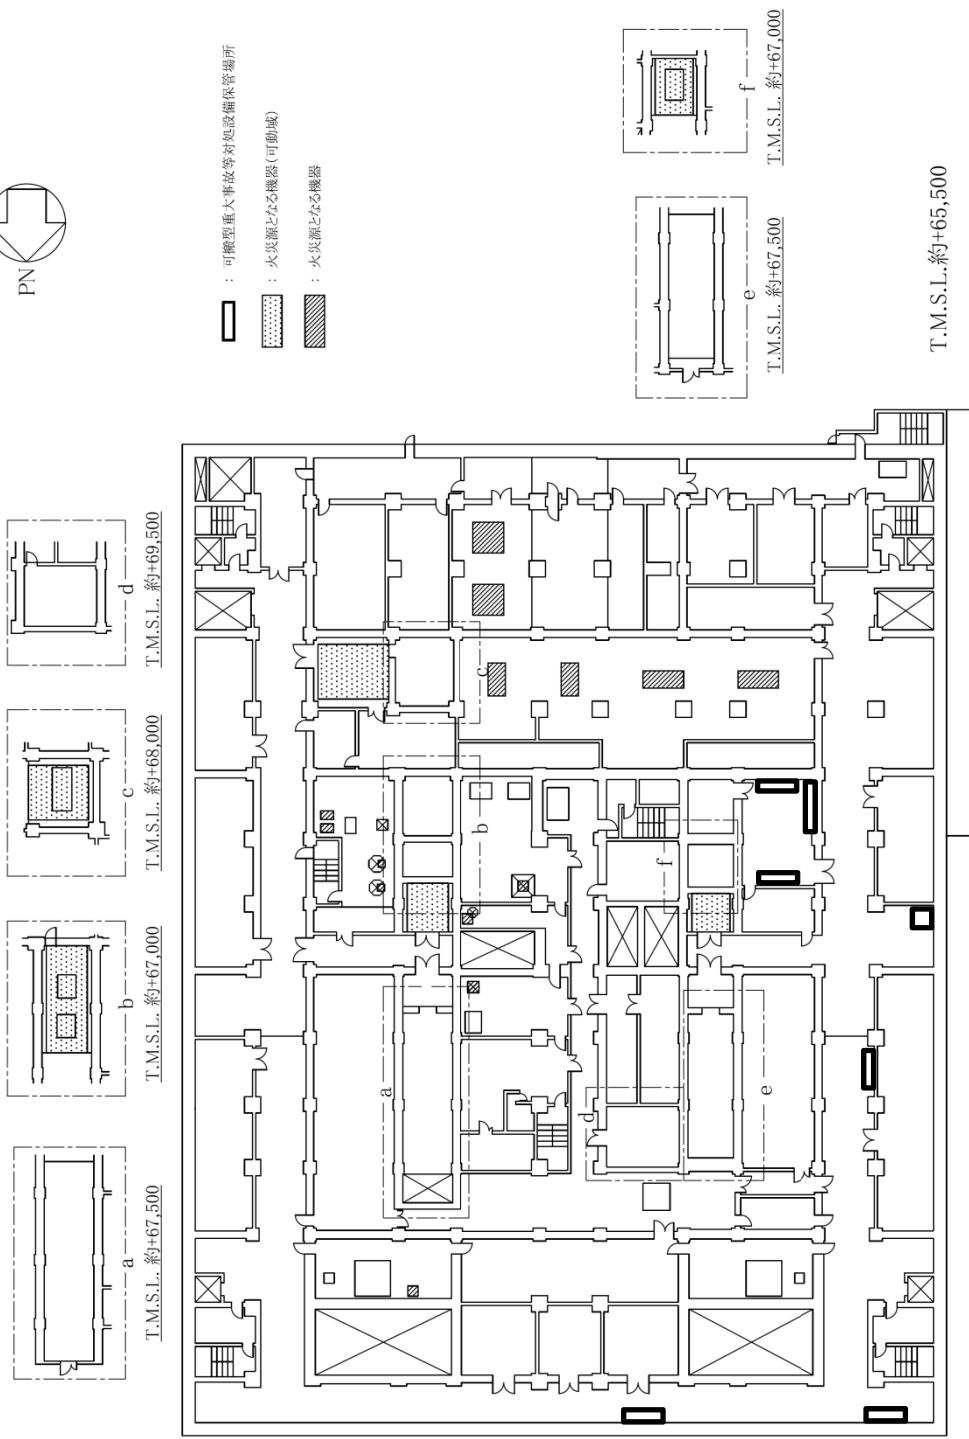 PN
： 可搬型重大事故等対処設備保管場所
： 火災源となる機器(可動域)
： 火災源となる機器
a
T.M.S.L. 約+67,500
b
T.M.S.L. 約+67,000
c
T.M.S.L. 約+68,000
d
T.M.S.L. 約+69,500
e
T.M.S.L. 約+67,500
f
T.M.S.L. 約+67,000
a
b
c
d
e
f
T.M.S.L.約+65,500